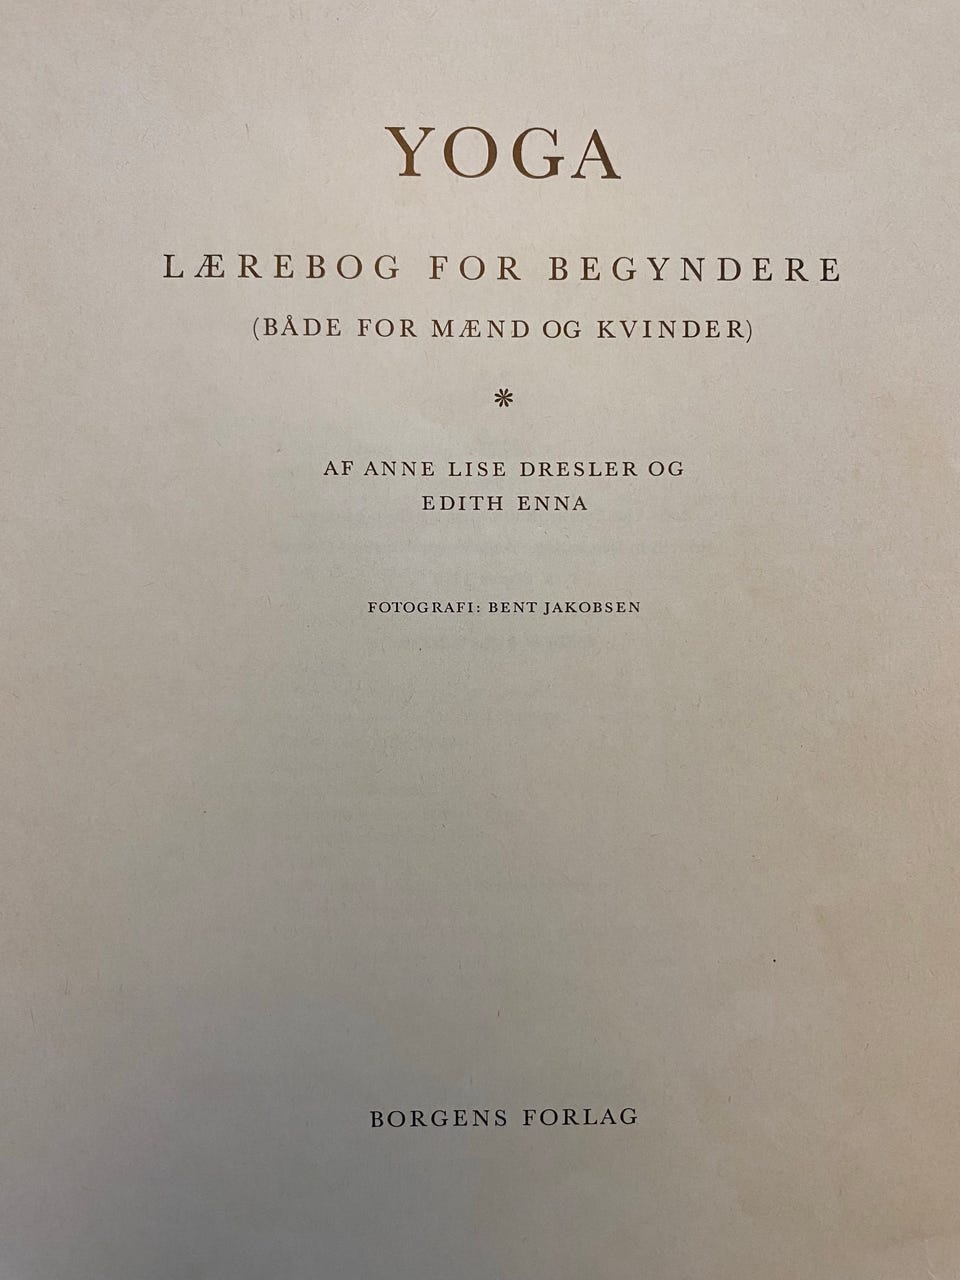 YOGA
LÆREBOG FOR BEGYNDERE
(BÅDE FOR MÆND OG KVINDER)
*
AF ANNE LISE DRESLER OG
EDITH ENNA
FOTOGRAFI: BENT JAKOBSEN
BORGENS FORLAG